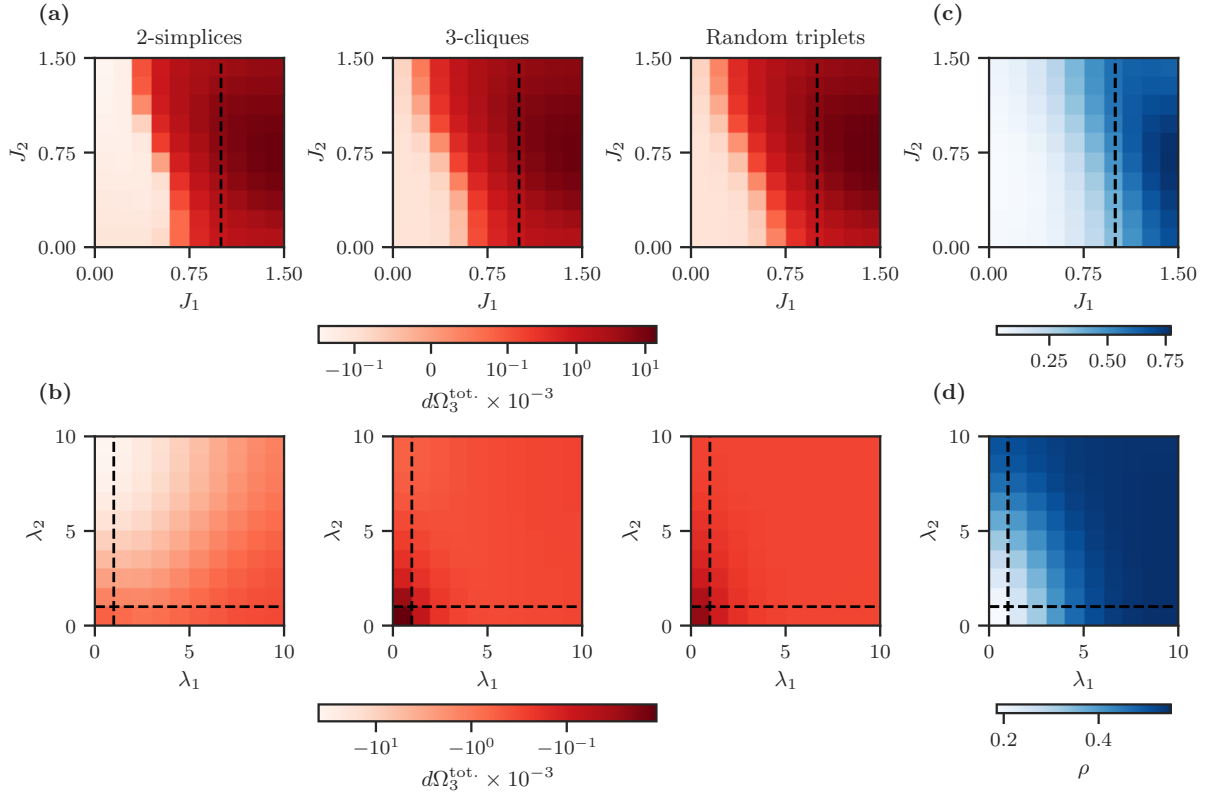 (a)
(c)
2-simplices
3-cliques
Random triplets
1.50
0.75
0.00
J₂
0.00 0.75 1.50
J₁
1.50
0.75
0.00
J₂
0.00 0.75 1.50
J₁
1.50
0.75
0.00
J₂
0.00 0.75 1.50
J₁
1.50
0.75
0.00
J₂
0.00 0.75 1.50
J₁
−10⁻¹ 0 10⁻¹ 10⁰ 10¹
dΩ₃^tot. × 10⁻³
0.25 0.50 0.75
(b)
(d)
10
5
0
λ₂
0 5 10
λ₁
10
5
0
λ₂
0 5 10
λ₁
10
5
0
λ₂
0 5 10
λ₁
10
5
0
λ₂
0 5 10
λ₁
−10¹ −10⁰ −10⁻¹
dΩ₃^tot. × 10⁻³
0.2 0.4
ρ